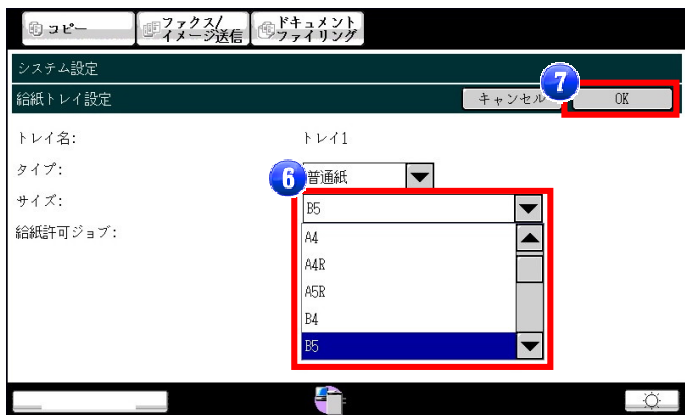 コピー
ファクス/
イメージ送信
ドキュメント
ファイリング
システム設定
給紙トレイ設定
キャンセル
7
OK
トレイ名:
トレイ1
タイプ:
6
普通紙
サイズ:
B5
給紙許可ジョブ:
A4
A4R
A5R
B4
B5